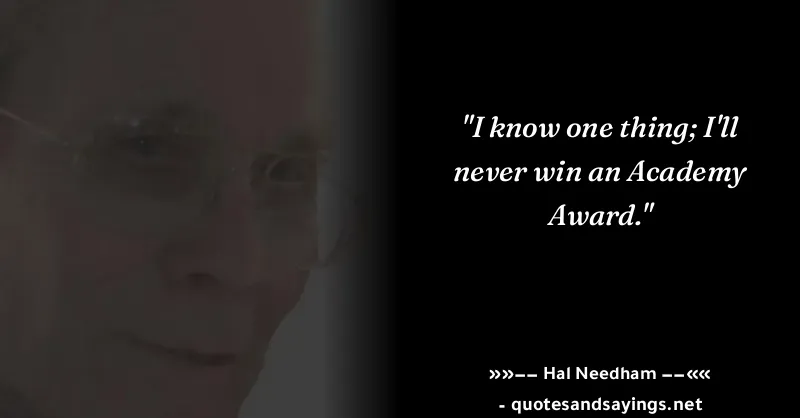 "I know one thing; I'll
never win an Academy
Award."
»»−− Hal Needham −−««
- quotesandsayings.net